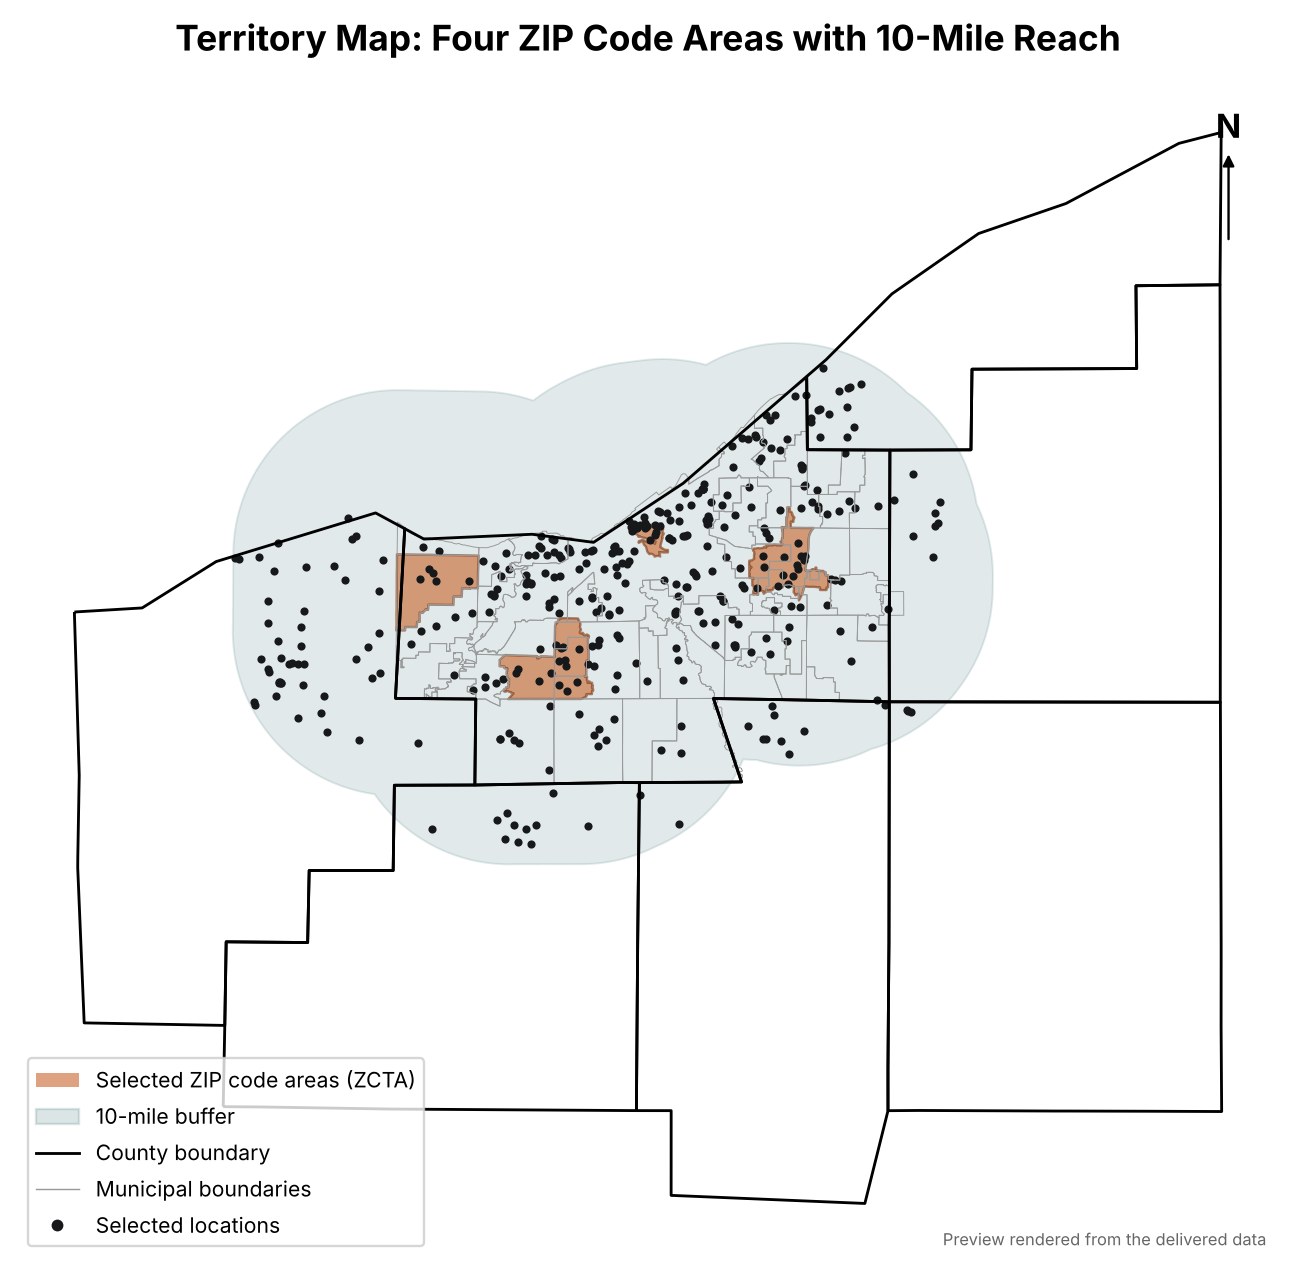 Territory Map: Four ZIP Code Areas with 10-Mile Reach
N
Selected ZIP code areas (ZCTA)
10-mile buffer
County boundary
Municipal boundaries
Selected locations
Preview rendered from the delivered data